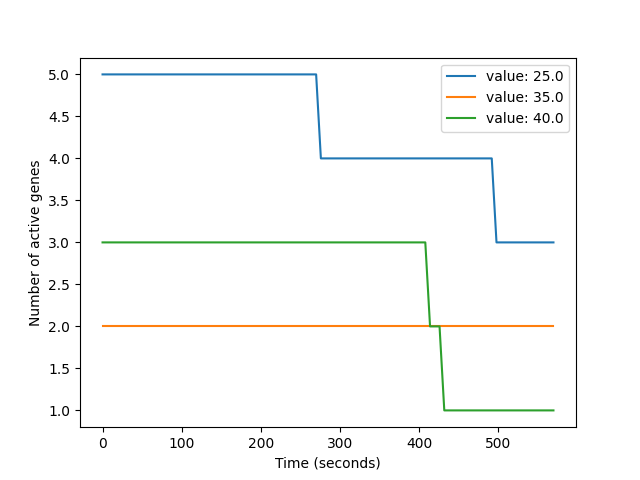 value: 25.0
value: 35.0
value: 40.0
5.0
4.5
4.0
3.5
3.0
2.5
2.0
1.5
1.0
Number of active genes
0 100 200 300 400 500
Time (seconds)